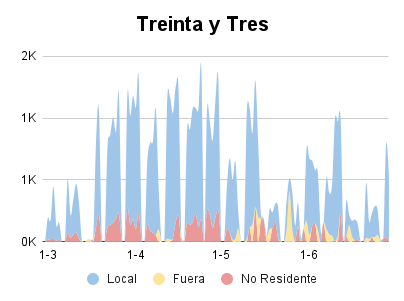 Treinta y Tres
2K
1K
1K
0K
1-3 1-4 1-5 1-6
Local Fuera No Residente